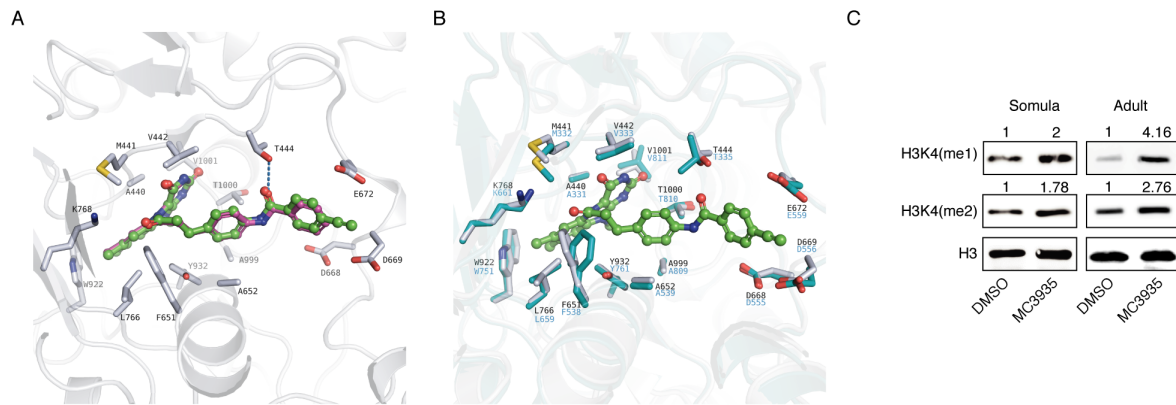 A
M441
V442
V1001
T444
A440
T1000
E672
K768
D668
D669
W922
Y932
A999
A652
L766
F651
B
M441
M332
V442
V333
V1001
V811
T444
T335
K768
K661
A440
A331
T1000
T810
E672
E559
W922
W751
Y932
Y761
A999
A809
D669
D556
L766
L659
F651
F538
A652
A539
D668
D555
C
Somula Adult
1 2 1 4.16
H3K4(me1)
1 1.78 1 2.76
H3K4(me2)
H3
DMSO MC3935 DMSO MC3935